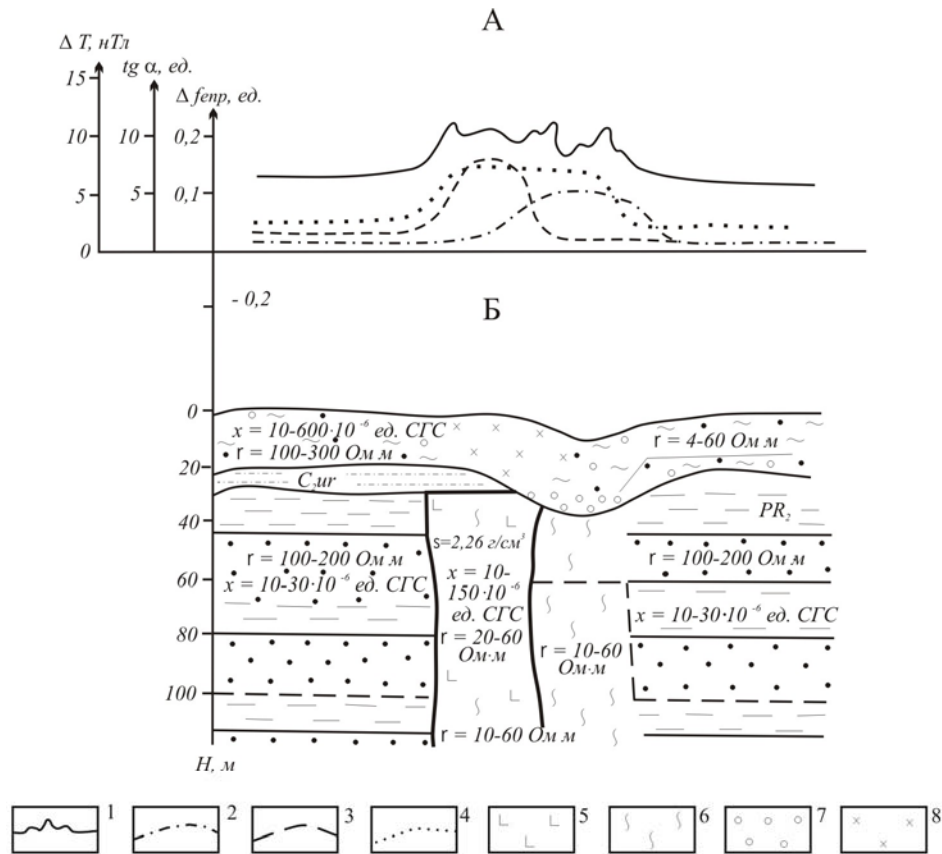 А
Δ Т, нТл
tg α, ед.
Δ fепр, ед.
15
10
10
0,2
5
5
0,1
0
- 0,2
Б
0
x = 10-600·10⁻⁶ ед. СГС
r = 100-300 Ом м
r = 4-60 Ом м
20
C₂ur
PR₂
40
s=2,26 г/см³
r = 100-200 Ом м
r = 100-200 Ом м
60
x = 10-30·10⁻⁶ ед. СГС
x = 10-
150·10⁻⁶
ед. СГС
x = 10-30·10⁻⁶ ед. СГС
80
r = 20-60
Ом·м
r = 10-60
Ом·м
100
r = 10-60 Ом м
Н, м
1
2
3
4
5
6
7
8